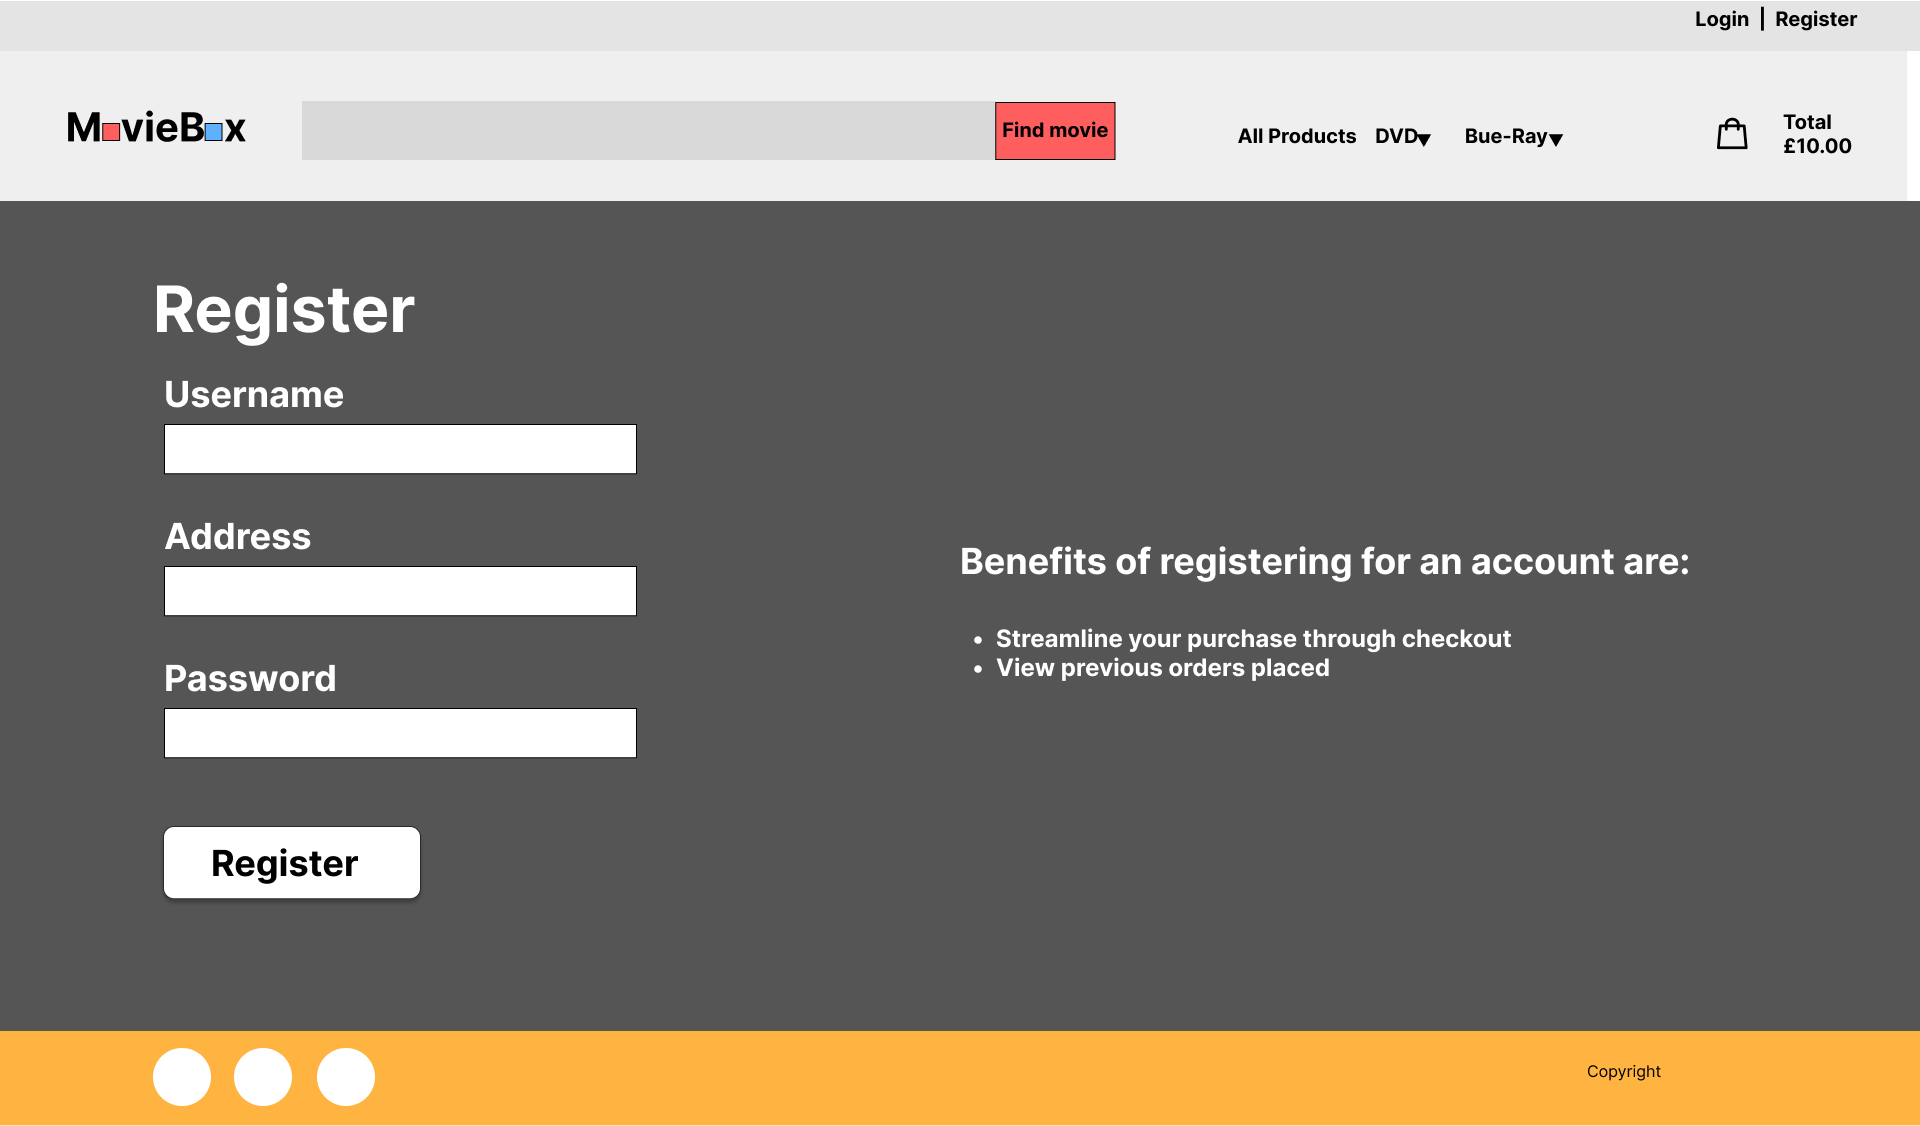 Login | Register
MovieBox
Find movie
All Products DVD Bue-Ray
Total
£10.00
Register
Username
Address
Password
Register
Benefits of registering for an account are:
• Streamline your purchase through checkout
• View previous orders placed
Copyright